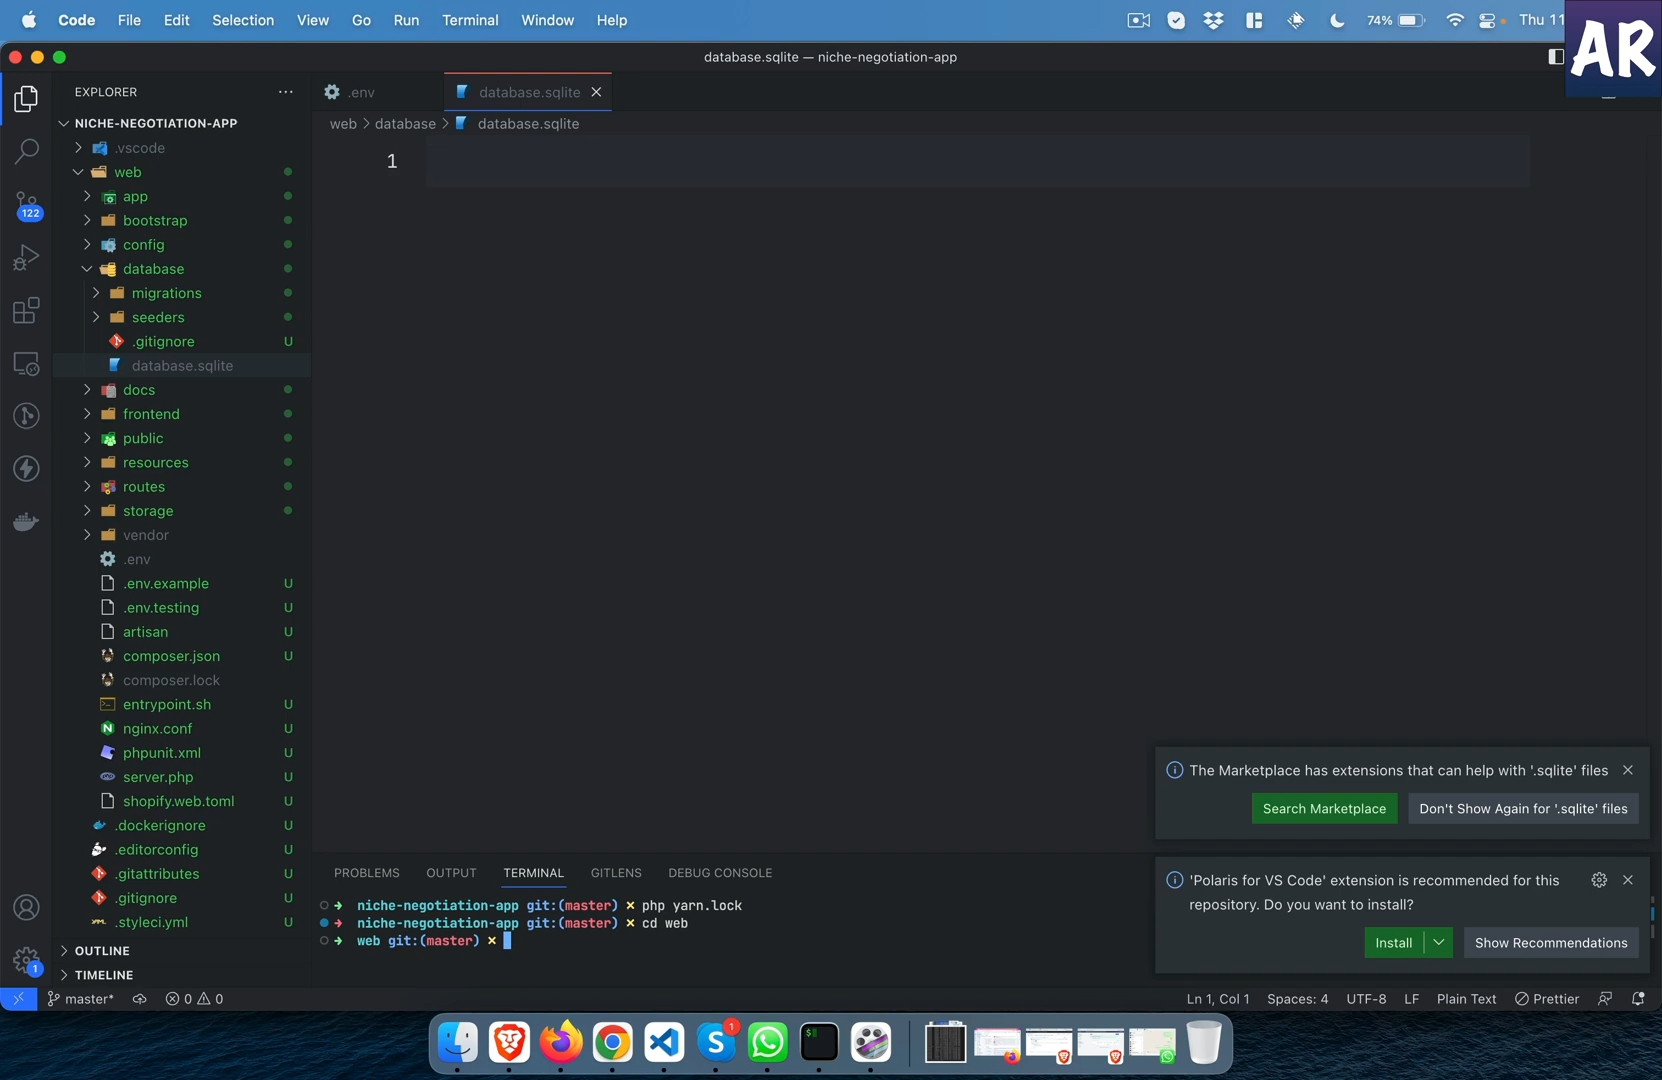 Code File Edit Selection View Go Run Terminal Window Help 74% Thu 11
AR
database.sqlite — niche-negotiation-app
EXPLORER
.env
database.sqlite
web > database > database.sqlite
1
NICHE-NEGOTIATION-APP
.vscode
web
app
bootstrap
config
database
migrations
seeders
.gitignore U
database.sqlite
docs
frontend
public
resources
routes
storage
vendor
.env
.env.example U
.env.testing U
artisan U
composer.json U
composer.lock
entrypoint.sh U
nginx.conf U
phpunit.xml U
server.php U
shopify.web.toml U
.dockerignore U
.editorconfig U
.gitattributes U
.gitignore U
.styleci.yml U
OUTLINE
TIMELINE
122
1
The Marketplace has extensions that can help with '.sqlite' files
Search Marketplace Don't Show Again for '.sqlite' files
'Polaris for VS Code' extension is recommended for this
repository. Do you want to install?
Install Show Recommendations
PROBLEMS OUTPUT TERMINAL GITLENS DEBUG CONSOLE
niche-negotiation-app git:(master) × php yarn.lock
niche-negotiation-app git:(master) × cd web
web git:(master) ×
master* 0 0 Ln 1, Col 1 Spaces: 4 UTF-8 LF Plain Text Prettier
1